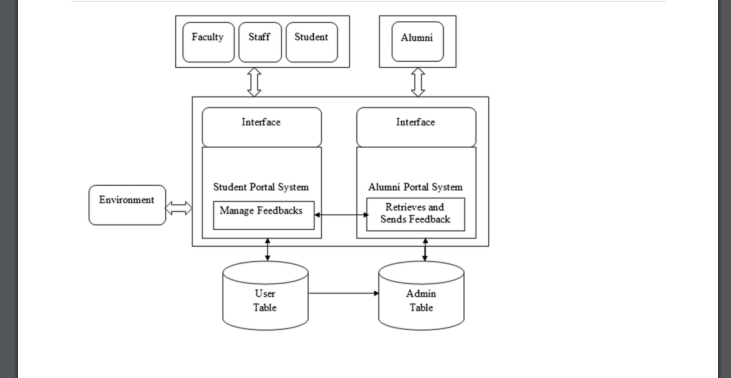 Faculty
Staff
Student
Alumni
Interface
Interface
Student Portal System
Alumni Portal System
Environment
Manage Feedbacks
Retrieves and
Sends Feedback
User
Table
Admin
Table